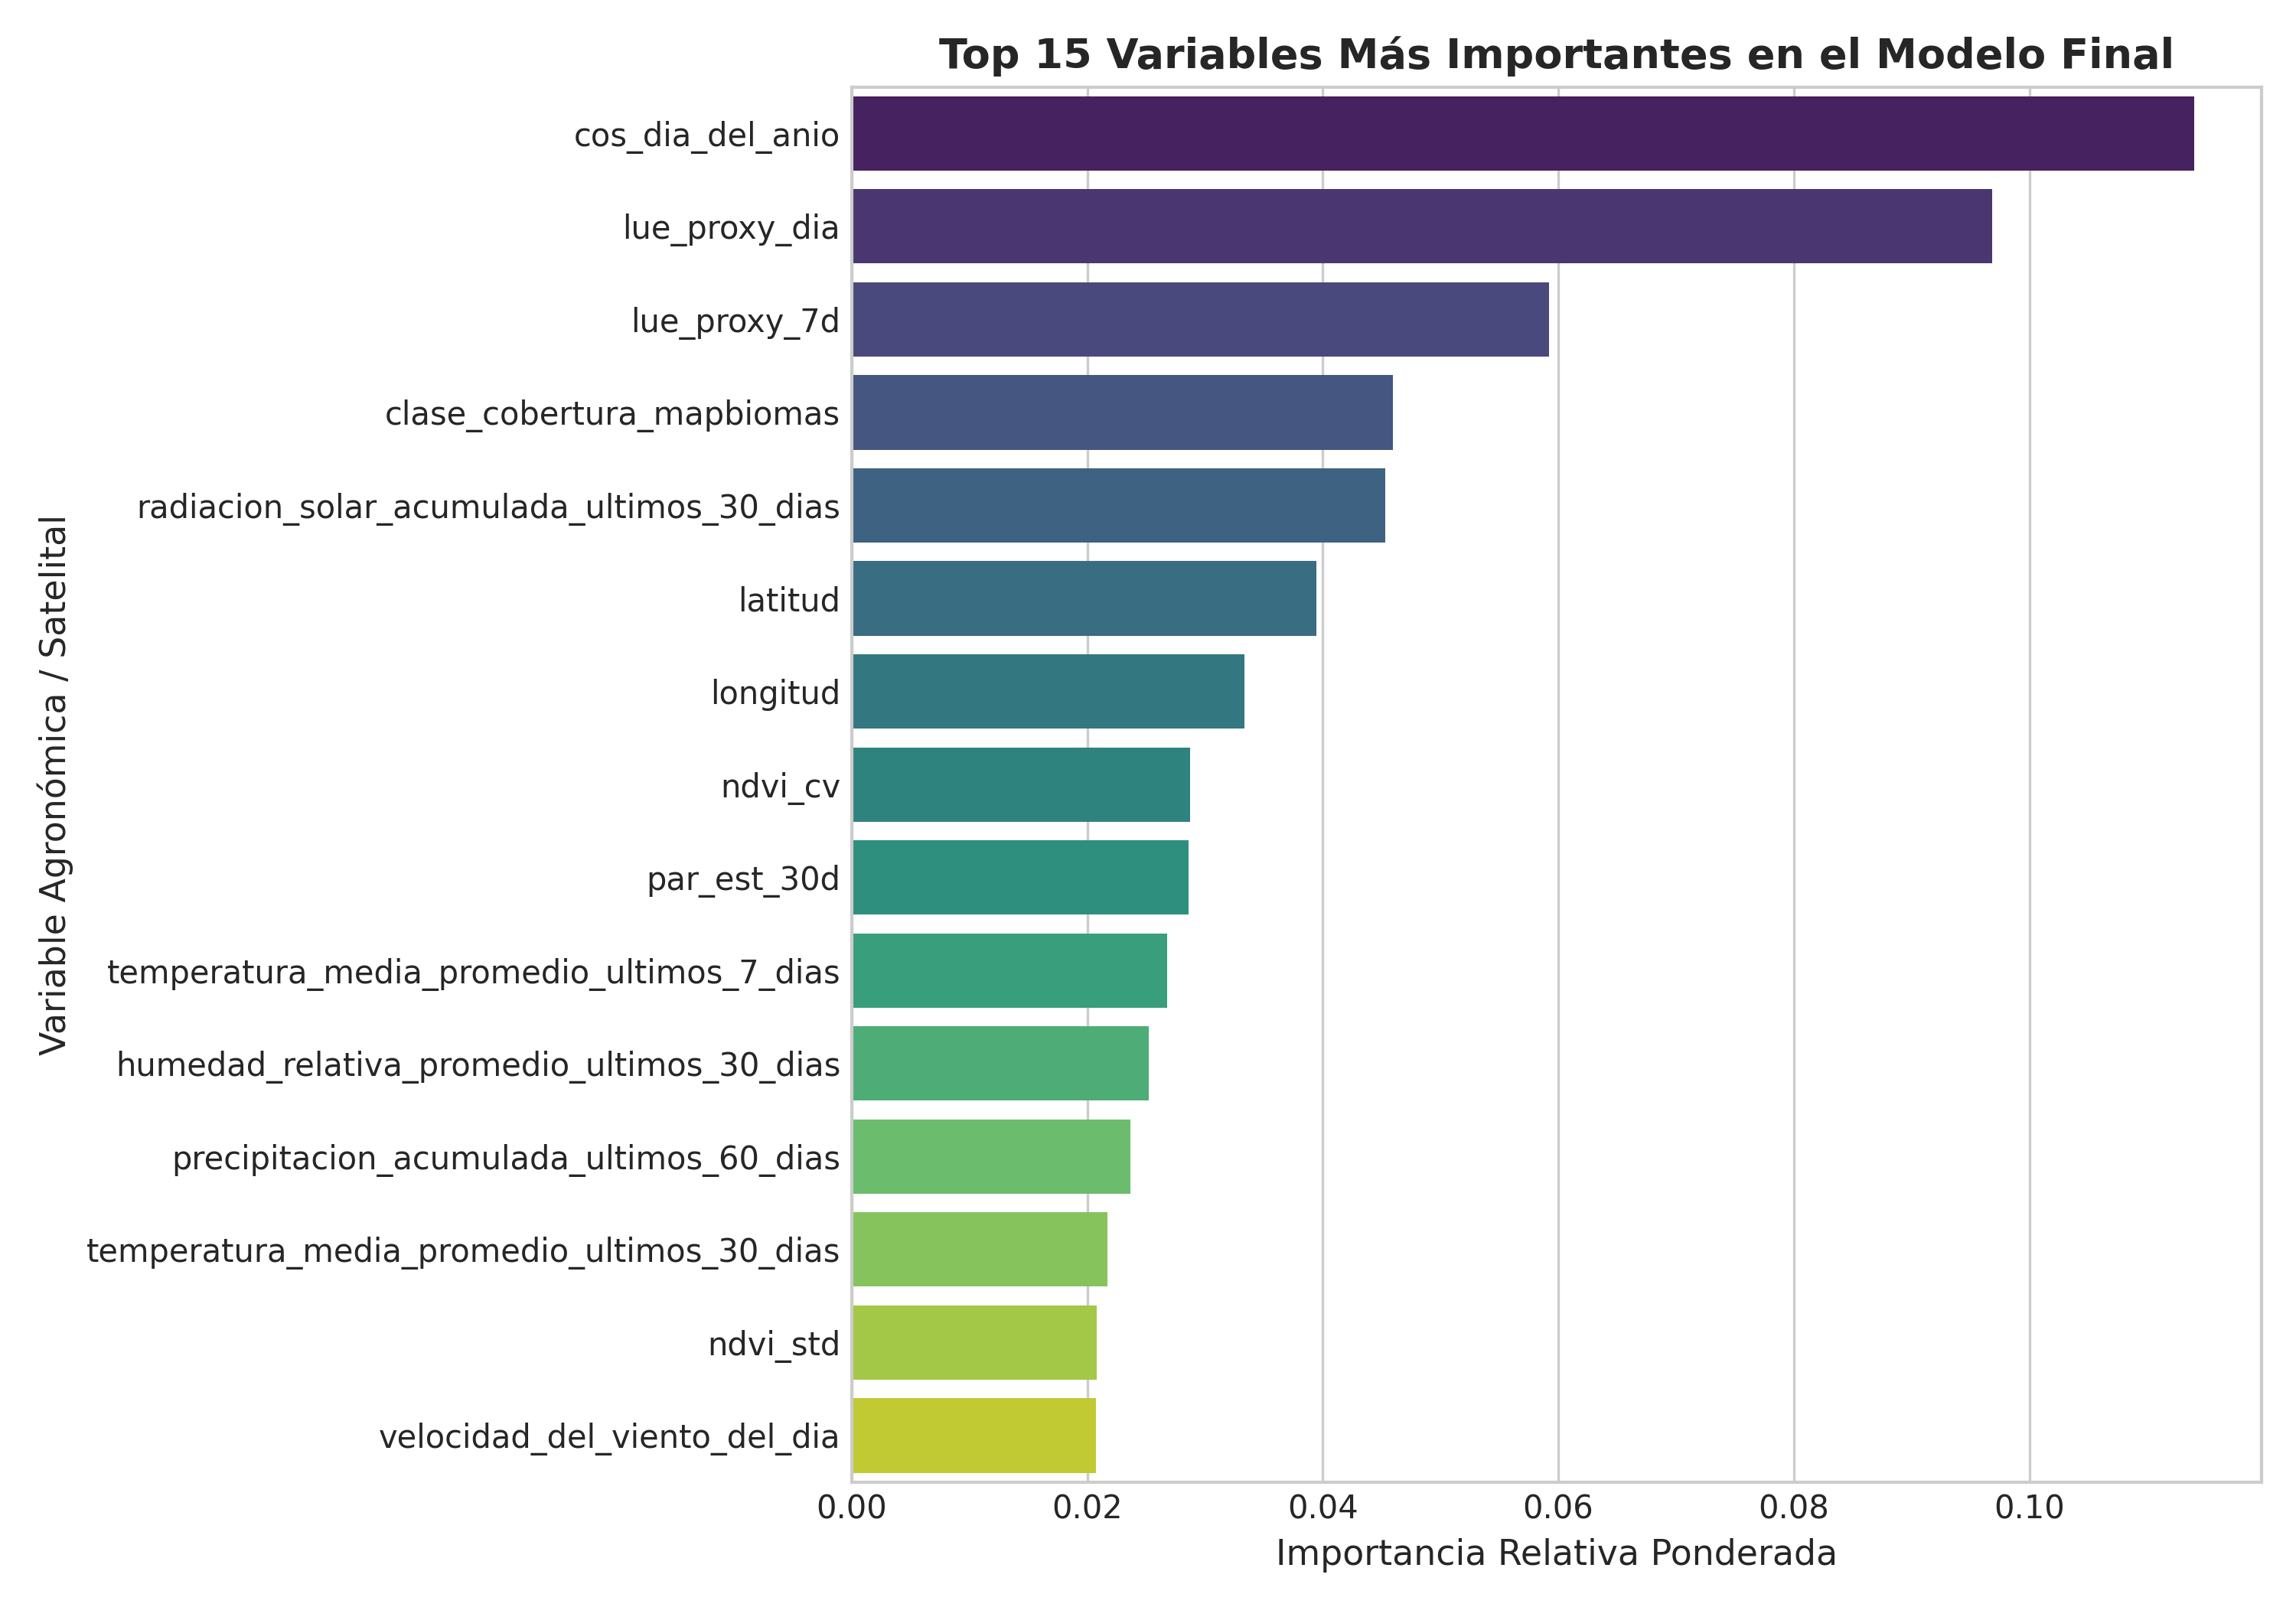 Top 15 Variables Más Importantes en el Modelo Final
Variable Agronómica / Satelital
cos_dia_del_anio
lue_proxy_dia
lue_proxy_7d
clase_cobertura_mapbiomas
radiacion_solar_acumulada_ultimos_30_dias
latitud
longitud
ndvi_cv
par_est_30d
temperatura_media_promedio_ultimos_7_dias
humedad_relativa_promedio_ultimos_30_dias
precipitacion_acumulada_ultimos_60_dias
temperatura_media_promedio_ultimos_30_dias
ndvi_std
velocidad_del_viento_del_dia
0.00 0.02 0.04 0.06 0.08 0.10
Importancia Relativa Ponderada